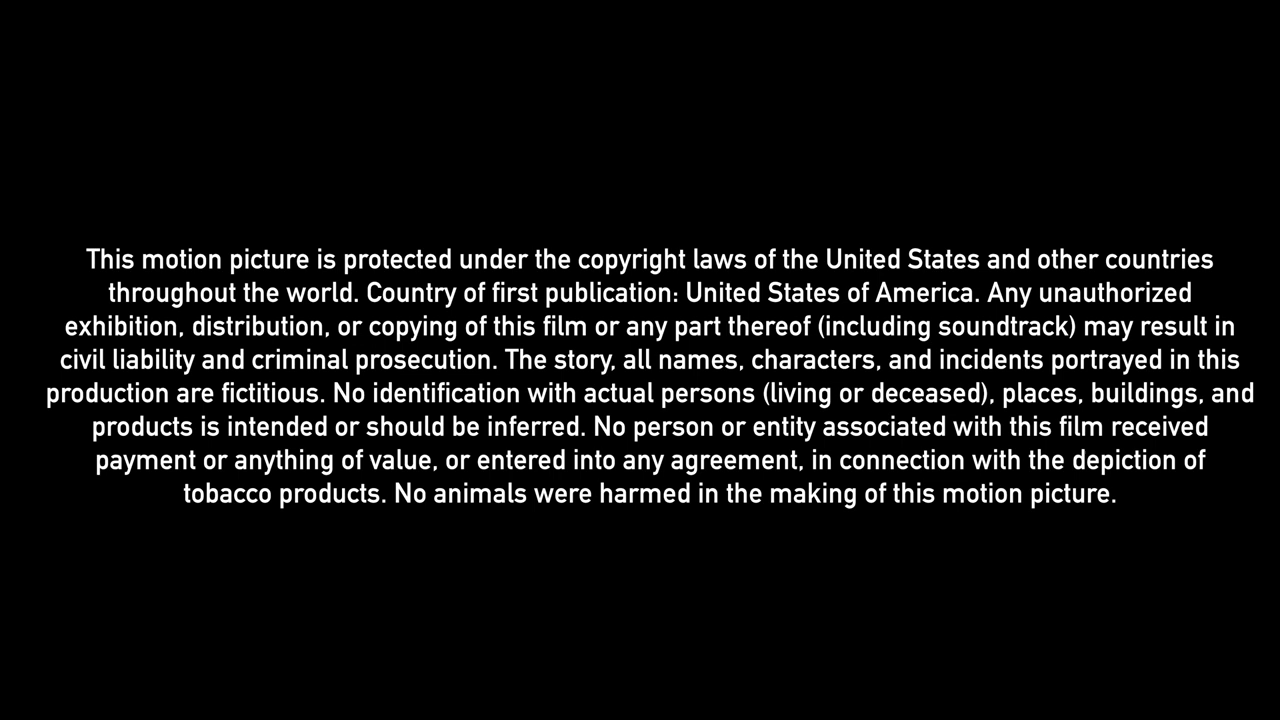 This motion picture is protected under the copyright laws of the United States and other countries
throughout the world. Country of first publication: United States of America. Any unauthorized
exhibition, distribution, or copying of this film or any part thereof (including soundtrack) may result in
civil liability and criminal prosecution. The story, all names, characters, and incidents portrayed in this
production are fictitious. No identification with actual persons (living or deceased), places, buildings, and
products is intended or should be inferred. No person or entity associated with this film received
payment or anything of value, or entered into any agreement, in connection with the depiction of
tobacco products. No animals were harmed in the making of this motion picture.